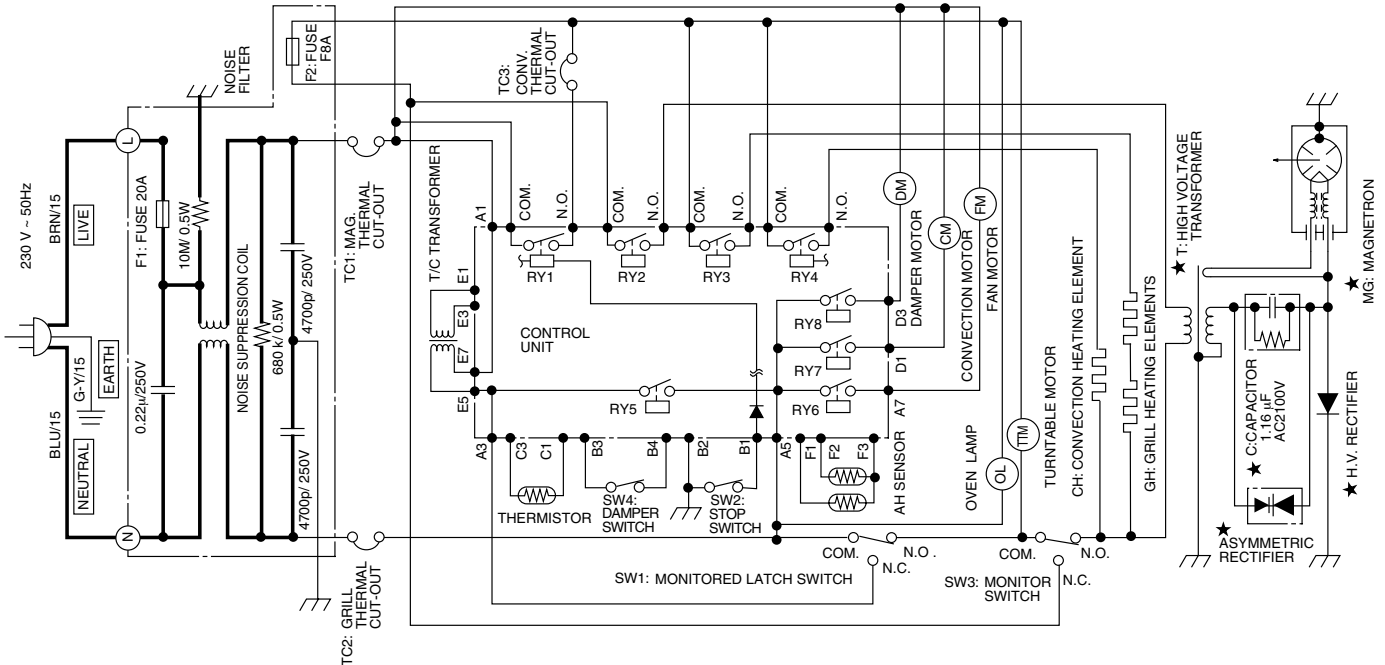 230 V ~ 50Hz
BRN/15
LIVE
BLU/15
NEUTRAL
G-Y/15
EARTH
L
N
NOISE
FILTER
F1: FUSE 20A
10M/ 0.5W
0.22µ/250V
NOISE SUPPRESSION COIL
680 k/ 0.5W
4700p/ 250V
4700p/ 250V
F2: FUSE
F8A
TC1: MAG.
THERMAL
CUT-OUT
TC2: GRILL
THERMAL
CUT-OUT
TC3: CONV.
THERMAL
CUT-OUT
T/C TRANSFORMER
A1
E1
E3
E7
E5
CONTROL
UNIT
COM.
N.O.
COM.
N.O.
COM.
N.O.
COM.
N.O.
RY1
RY2
RY3
RY4
RY5
RY8
RY7
RY6
D3
D1
A7
A3
C3
C1
B3
B4
B2
B1
A5
F1
F2
F3
THERMISTOR
SW4:
DAMPER
SWITCH
SW2:
STOP
SWITCH
AH SENSOR
DM
DAMPER MOTOR
CM
CONVECTION MOTOR
FM
FAN MOTOR
OVEN LAMP
OL
TTM
TURNTABLE MOTOR
CH: CONVECTION HEATING ELEMENT
GH: GRILL HEATING ELEMENTS
COM.
N.O.
N.C.
SW1: MONITORED LATCH SWITCH
COM.
N.O.
N.C.
SW3: MONITOR
SWITCH
★ T: HIGH VOLTAGE
TRANSFORMER
★ C:CAPACITOR
1.16 µF
AC2100V
★ ASYMMETRIC
RECTIFIER
★ H.V. RECTIFIER
★ MG: MAGNETRON